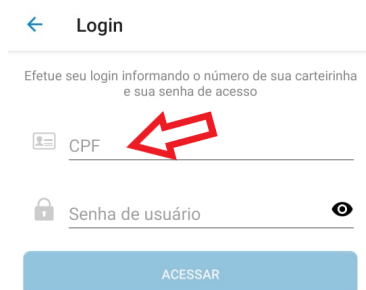 Login
Efetue seu login informando o número de sua carteirinha
e sua senha de acesso
CPF
Senha de usuário
ACESSAR